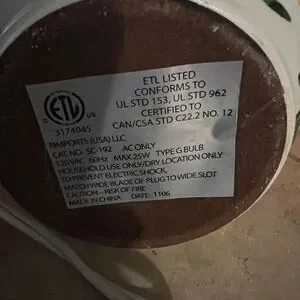 ETL LISTED
CONFORMS TO
UL STD 153, UL STD 962
CERTIFIED TO
CAN/CSA STD C22.2 NO. 12
ETL
US
3174045
RIMPORTS (USA) LLC
CAT NO. SC-192 AC ONLY
120 VAC 60Hz MAX 25W TYPE G BULB
HOUSEHOLD USE ONLY/DRY LOCATION ONLY
TO PREVENT ELECTRIC SHOCK,
MATCH WIDE BLADE OF PLUG TO WIDE SLOT
CAUTION--RISK OF FIRE
MADE IN CHINA DATE: 1106